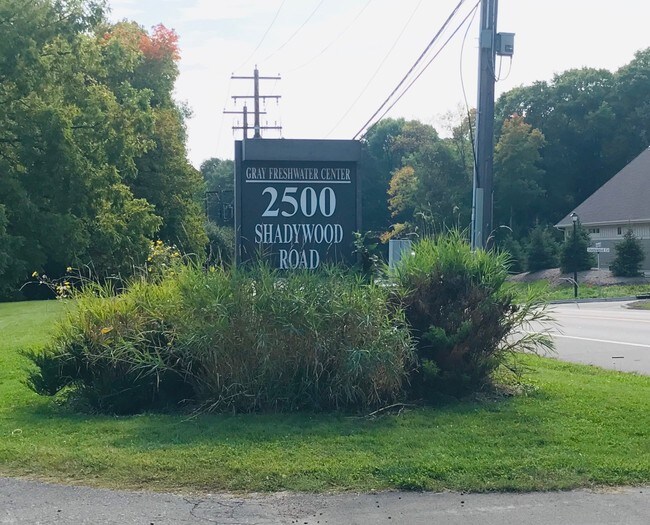 GRAY FRESHWATER CENTER
2500
SHADYWOOD
ROAD